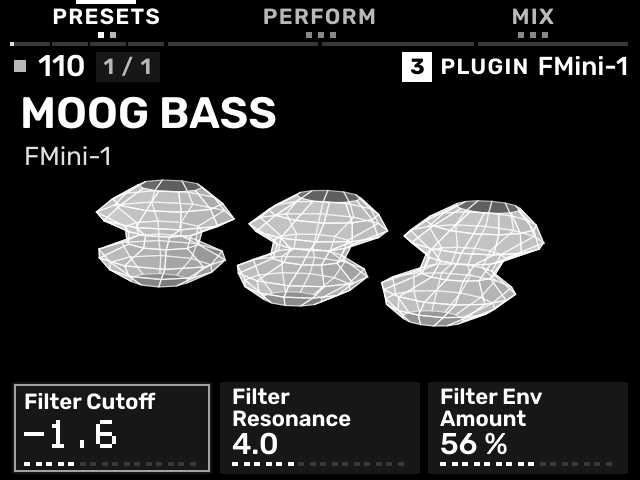 PRESETS PERFORM MIX
110 1 / 1 3 PLUGIN FMini-1
MOOG BASS
FMini-1
Filter Cutoff
-1.6
Filter
Resonance
4.0
Filter Env
Amount
56 %